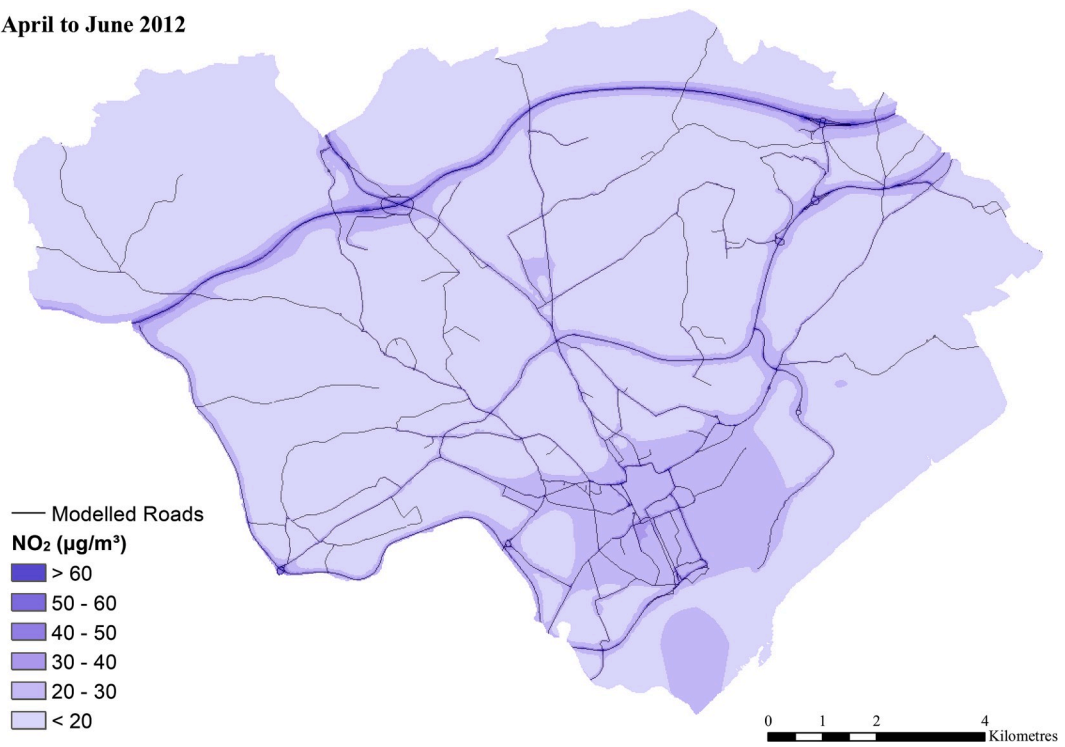 April to June 2012
Modelled Roads
NO₂ (µg/m³)
> 60
50 - 60
40 - 50
30 - 40
20 - 30
< 20
0 1 2 4
Kilometres